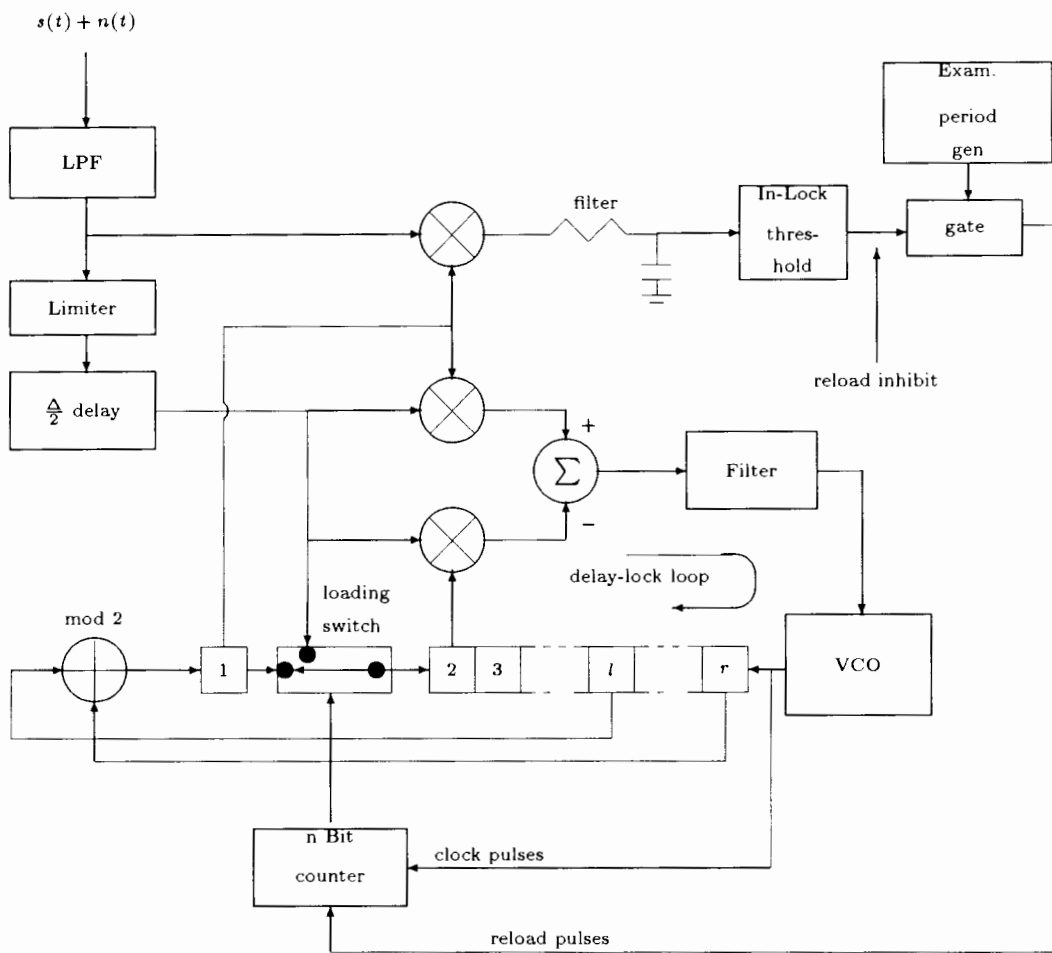 s(t) + n(t)
Exam.
period
gen
LPF
filter
In-Lock
thres-
hold
gate
Limiter
reload inhibit
Δ/2 delay
+
Σ
Filter
−
delay-lock loop
loading
switch
mod 2
1
2
3
l
r
VCO
n Bit
counter
clock pulses
reload pulses